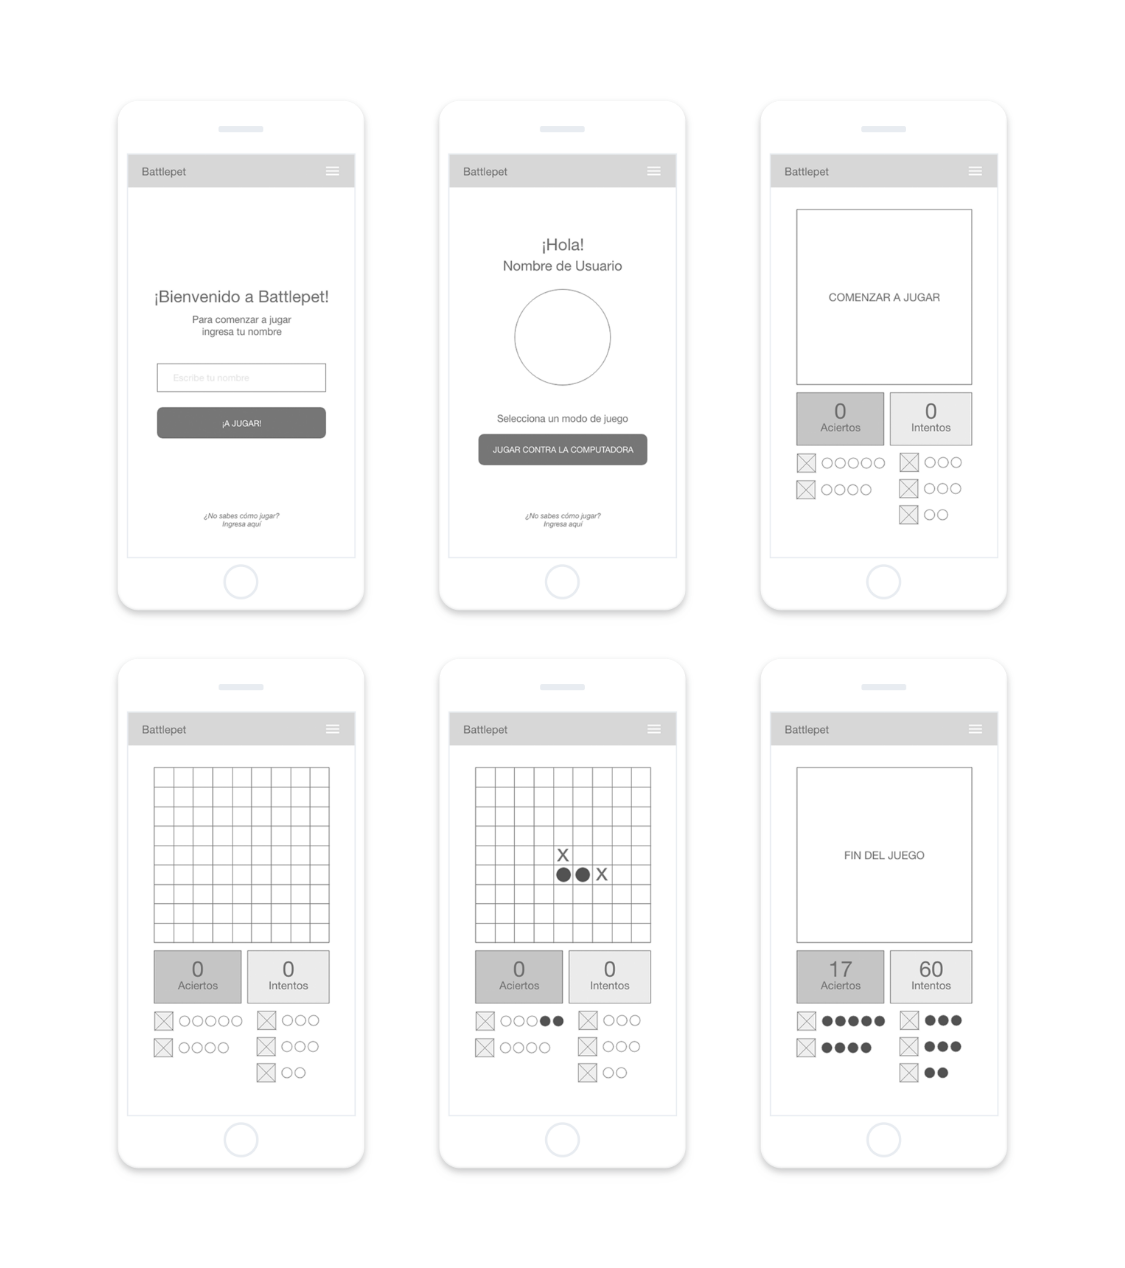 Battlepet
¡Bienvenido a Battlepet!
Para comenzar a jugar
ingresa tu nombre
Escribe tu nombre
¡A JUGAR!
¿No sabes cómo jugar?
Ingresa aquí
Battlepet
¡Hola!
Nombre de Usuario
Selecciona un modo de juego
JUGAR CONTRA LA COMPUTADORA
¿No sabes cómo jugar?
Ingresa aquí
Battlepet
COMENZAR A JUGAR
0 0
Aciertos Intentos
Battlepet
0 0
Aciertos Intentos
Battlepet
X
X
0 0
Aciertos Intentos
Battlepet
FIN DEL JUEGO
17 60
Aciertos Intentos